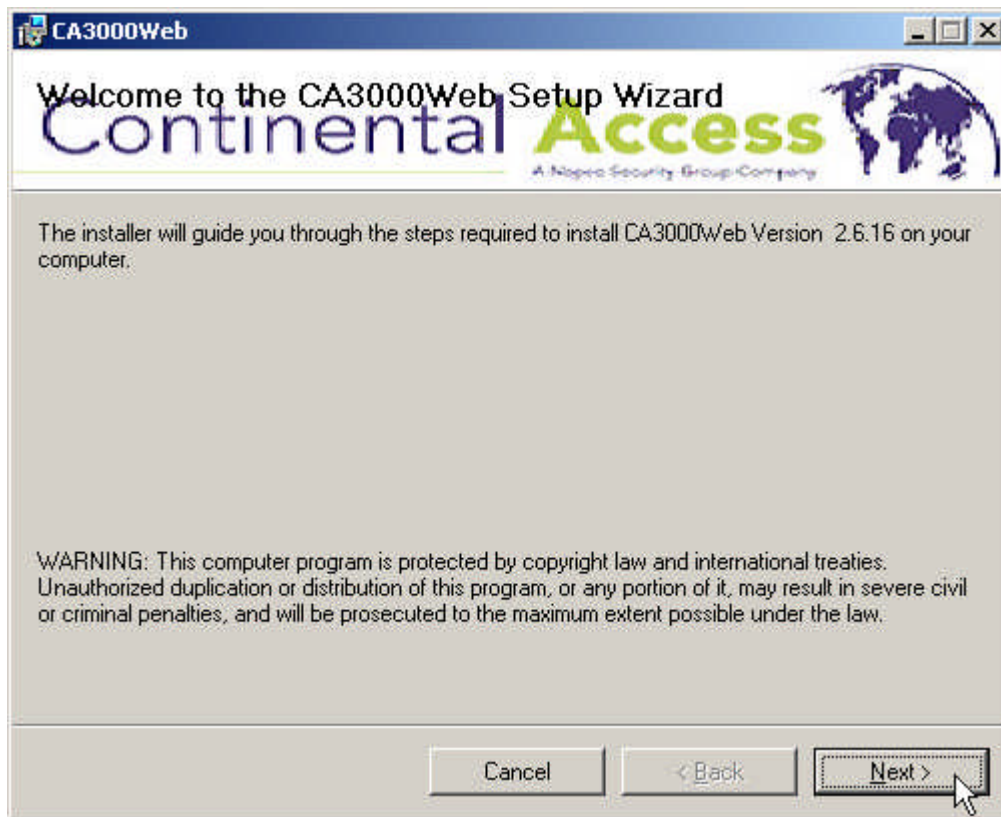 CA3000Web
Welcome to the CA3000Web Setup Wizard
Continental Access
A Napco Security Group Company
The installer will guide you through the steps required to install CA3000Web Version 2.6.16 on your
computer.
WARNING: This computer program is protected by copyright law and international treaties.
Unauthorized duplication or distribution of this program, or any portion of it, may result in severe civil
or criminal penalties, and will be prosecuted to the maximum extent possible under the law.
Cancel
< Back
Next >